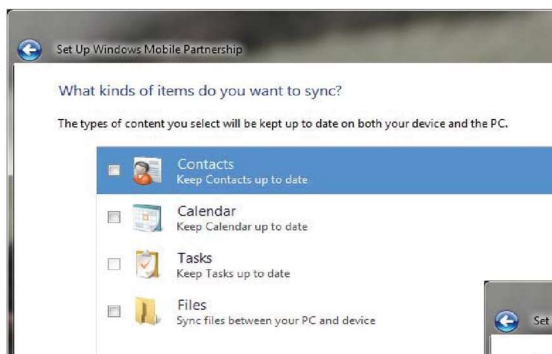 Set Up Windows Mobile Partnership
What kinds of items do you want to sync?
The types of content you select will be kept up to date on both your device and the PC.
Contacts
Keep Contacts up to date
Calendar
Keep Calendar up to date
Tasks
Keep Tasks up to date
Files
Sync files between your PC and device
Set